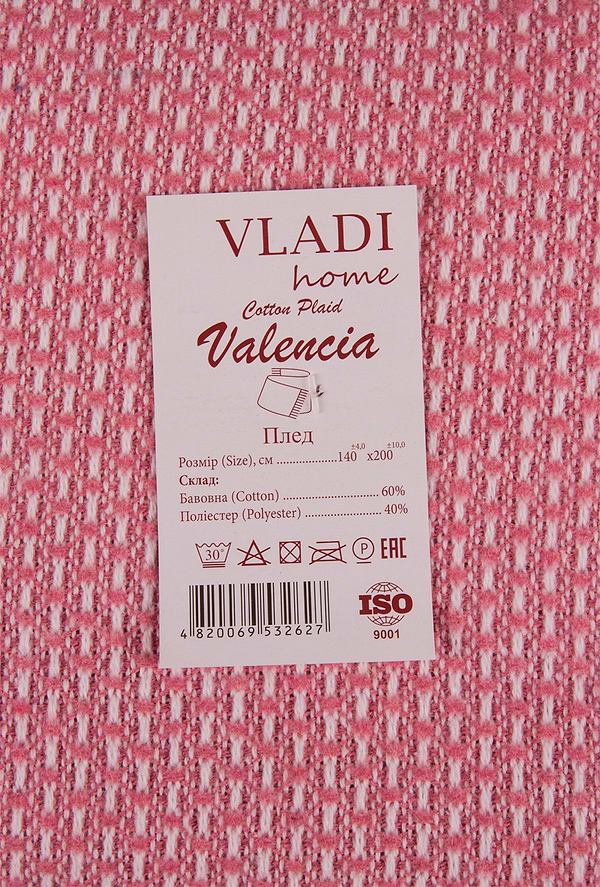 VLADI
home
Cotton Plaid
Valencia
Плед
Розмір (Size), см ...................140 ±4,0 x200 ±10,0
Склад:
Бавовна (Cotton) ............................. 60%
Поліестер (Polyester) ....................... 40%
30° P EAC
4 820069 532627
ISO
9001